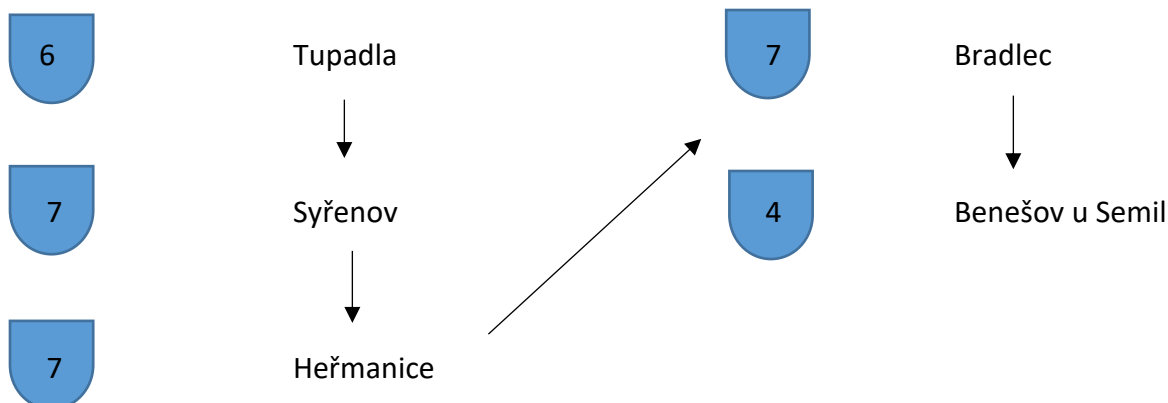 6 Tupadla
7 Syřenov
7 Heřmanice
7 Bradlec
4 Benešov u Semil